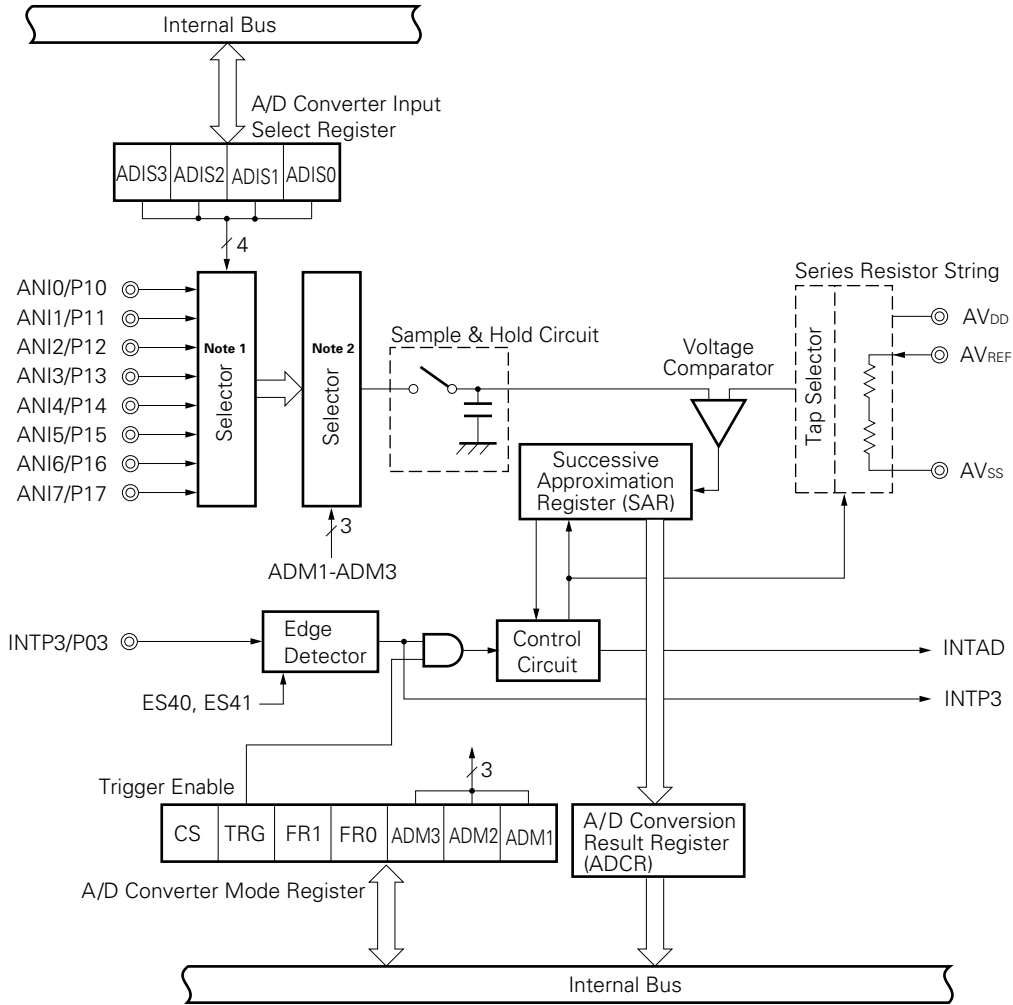 Internal Bus
A/D Converter Input
Select Register
ADIS3 ADIS2 ADIS1 ADIS0
4
ANI0/P10
ANI1/P11
ANI2/P12
ANI3/P13
ANI4/P14
ANI5/P15
ANI6/P16
ANI7/P17
Note 1
Selector
Note 2
Selector
3
ADM1-ADM3
Sample & Hold Circuit
Voltage
Comparator
Series Resistor String
Tap Selector
AVDD
AVREF
AVSS
Successive
Approximation
Register (SAR)
INTP3/P03
Edge
Detector
ES40, ES41
Control
Circuit
INTAD
INTP3
Trigger Enable
3
CS TRG FR1 FR0 ADM3 ADM2 ADM1
A/D Converter Mode Register
A/D Conversion
Result Register
(ADCR)
Internal Bus